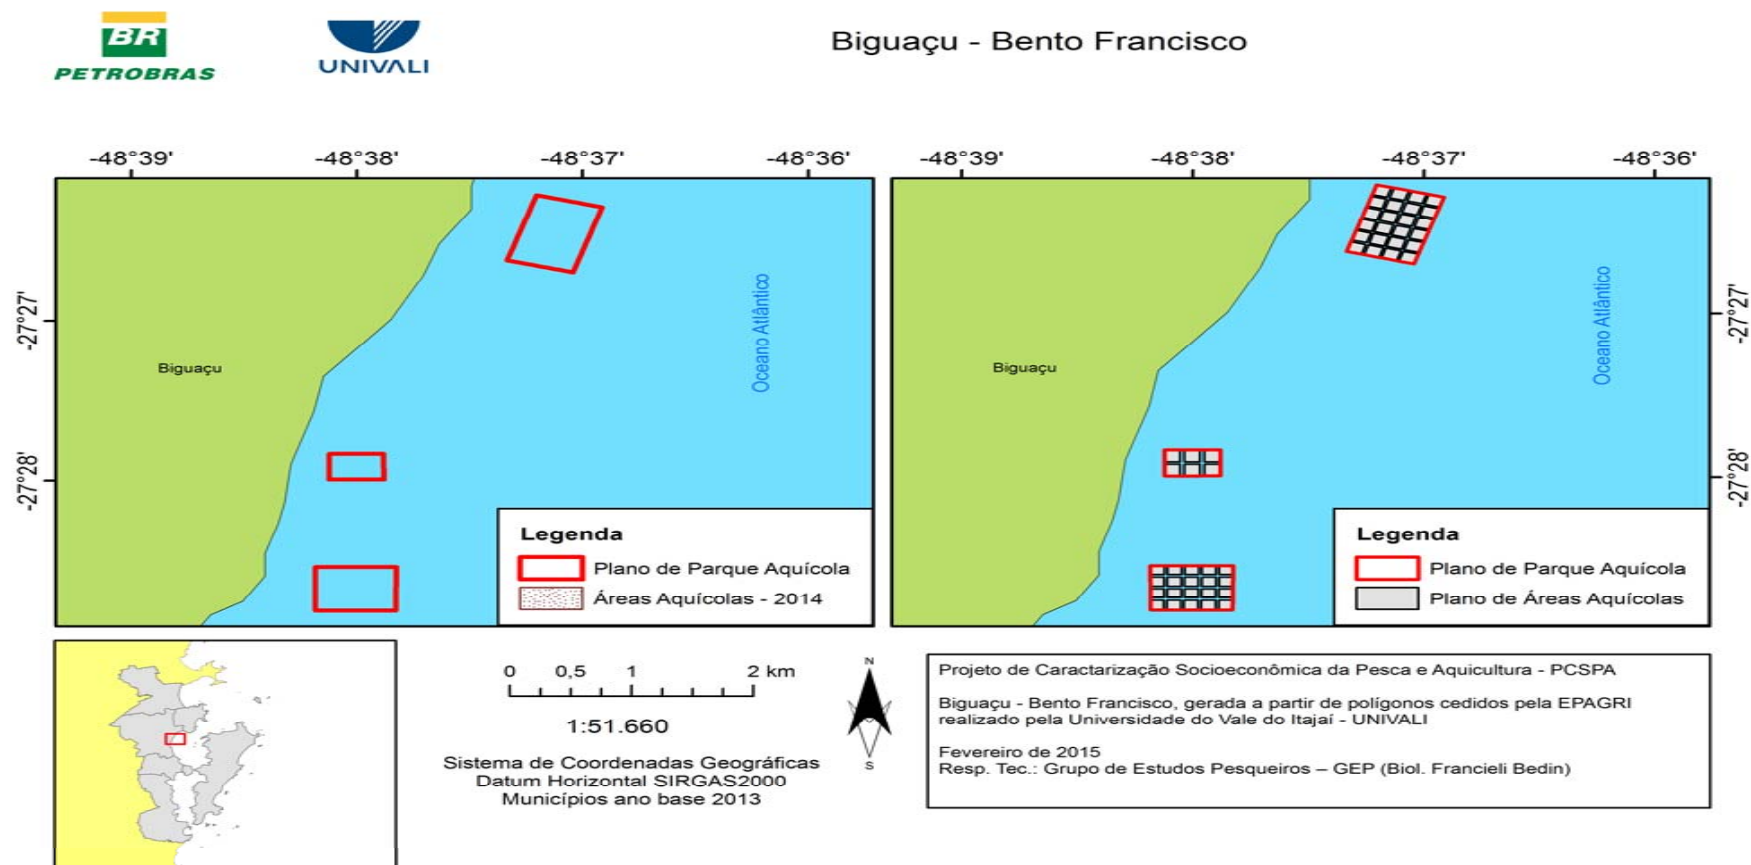 BR
PETROBRAS
UNIVALI
Biguaçu - Bento Francisco
-48°39' -48°38' -48°37' -48°36'
-48°39' -48°38' -48°37' -48°36'
-27°27'
-27°28'
Biguaçu
Oceano Atlântico
Legenda
Plano de Parque Aquícola
Áreas Aquícolas - 2014
Biguaçu
Oceano Atlântico
-27°27'
-27°28'
Legenda
Plano de Parque Aquícola
Plano de Áreas Aquícolas
0 0,5 1 2 km
1:51.660
Sistema de Coordenadas Geográficas
Datum Horizontal SIRGAS2000
Municípios ano base 2013
N
S
Projeto de Caractarização Socioeconômica da Pesca e Aquicultura - PCSPA
Biguaçu - Bento Francisco, gerada a partir de polígonos cedidos pela EPAGRI
realizado pela Universidade do Vale do Itajaí - UNIVALI
Fevereiro de 2015
Resp. Tec.: Grupo de Estudos Pesqueiros – GEP (Biol. Francieli Bedin)